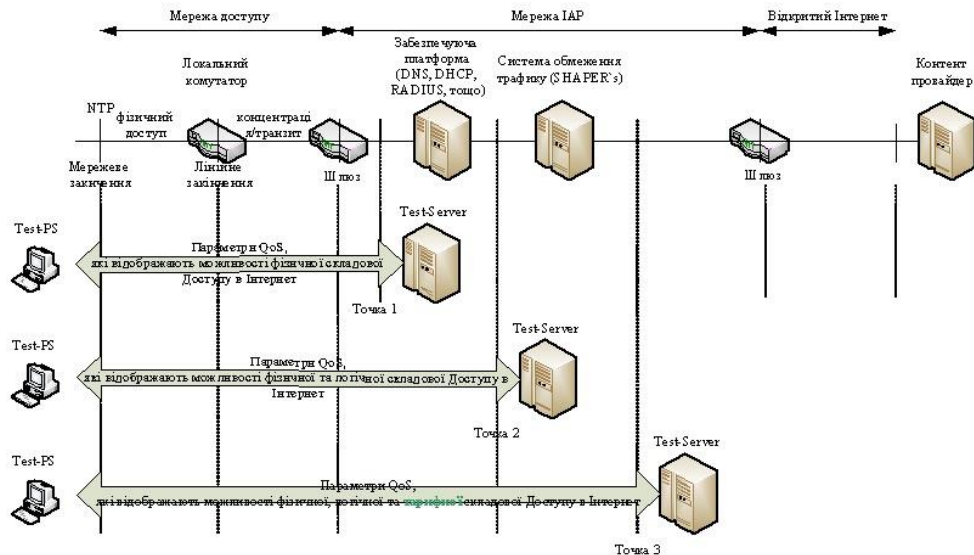 Мережа доступу
Мережа IAP
Відкритий Інтернет
Локальний
комутатор
Забезпечуюча
платформа
(DNS, DHCP,
RADIUS, тощо)
Система обмеження
трафику (SHAPER`s)
Контент
провайдер
NTP
фізичний
доступ
концентраці
я/транзит
Мережеве
закінчення
Лінійне
закінчення
Шлюз
Шлюз
Test-PS
Test-Server
Параметри QoS,
які відображають можливості фізичної складової
Доступу в Інтернет
Точка 1
Test-PS
Test-Server
Параметри QoS,
які відображають можливості фізичної та логічної складової Доступу в
Інтернет
Точка 2
Test-PS
Test-Server
Параметри QoS,
які відображають можливості фізичної, логічної та тарифної складової Доступу в Інтернет
Точка 3